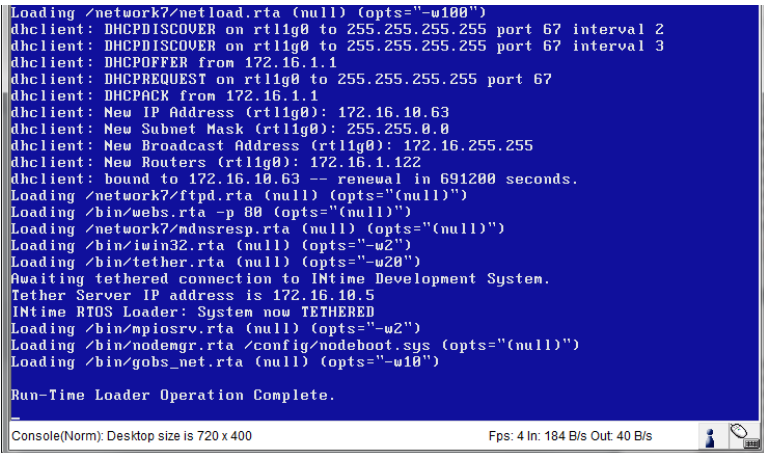 Loading /network7/netload.rta (null) (opts="-w100")
dhclient: DHCPDISCOVER on rtl1g0 to 255.255.255.255 port 67 interval 2
dhclient: DHCPDISCOVER on rtl1g0 to 255.255.255.255 port 67 interval 3
dhclient: DHCPOFFER from 172.16.1.1
dhclient: DHCPREQUEST on rtl1g0 to 255.255.255.255 port 67
dhclient: DHCPACK from 172.16.1.1
dhclient: New IP Address (rtl1g0): 172.16.10.63
dhclient: New Subnet Mask (rtl1g0): 255.255.0.0
dhclient: New Broadcast Address (rtl1g0): 172.16.255.255
dhclient: New Routers (rtl1g0): 172.16.1.122
dhclient: bound to 172.16.10.63 -- renewal in 691200 seconds.
Loading /network7/ftpd.rta (null) (opts="(null)")
Loading /bin/webs.rta -p 80 (opts="(null)")
Loading /network7/mdnsresp.rta (null) (opts="(null)")
Loading /bin/iwin32.rta (null) (opts="-w2")
Loading /bin/tether.rta (null) (opts="-w20")
Awaiting tethered connection to INtime Development System.
Tether Server IP address is 172.16.10.5
INtime RTOS Loader: System now TETHERED
Loading /bin/mpiosrv.rta (null) (opts="-w2")
Loading /bin/nodemgr.rta /config/nodeboot.sys (opts="(null)")
Loading /bin/gobs_net.rta (null) (opts="-w10")
Run-Time Loader Operation Complete.
Console(Norm): Desktop size is 720 x 400 Fps: 4 In: 184 B/s Out: 40 B/s